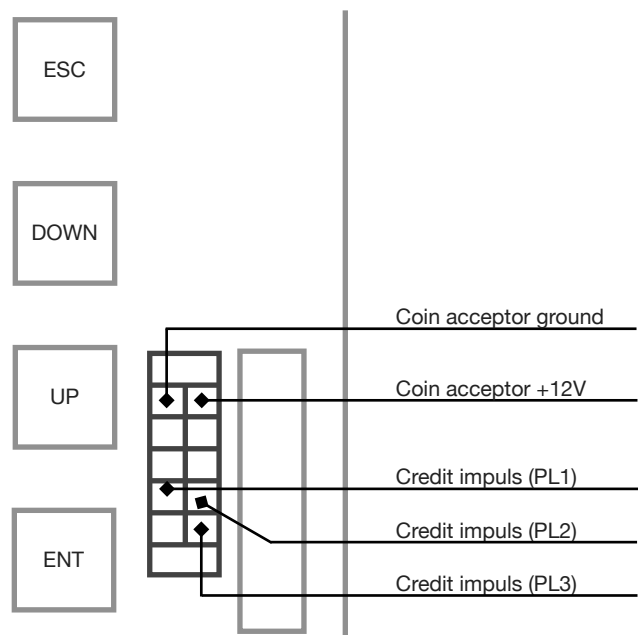 ESC
DOWN
UP
ENT
Coin acceptor ground
Coin acceptor +12V
Credit impuls (PL1)
Credit impuls (PL2)
Credit impuls (PL3)